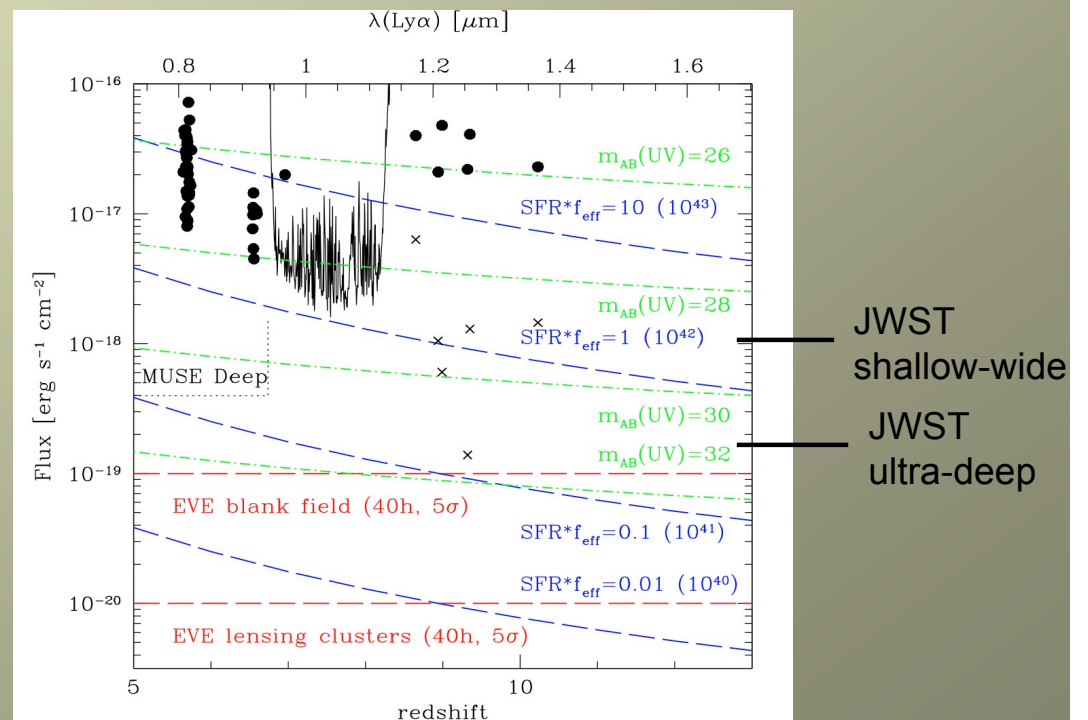 λ(Lyα) [μm]
0.8 1 1.2 1.4 1.6
10⁻¹⁶
10⁻¹⁷
10⁻¹⁸
10⁻¹⁹
10⁻²⁰
Flux [erg s⁻¹ cm⁻²]
m_AB(UV)=26
SFR*f_eff=10 (10⁴³)
m_AB(UV)=28
SFR*f_eff=1 (10⁴²)
MUSE Deep
m_AB(UV)=30
m_AB(UV)=32
EVE blank field (40h, 5σ)
SFR*f_eff=0.1 (10⁴¹)
SFR*f_eff=0.01 (10⁴⁰)
EVE lensing clusters (40h, 5σ)
5 10
redshift
JWST
shallow-wide
JWST
ultra-deep